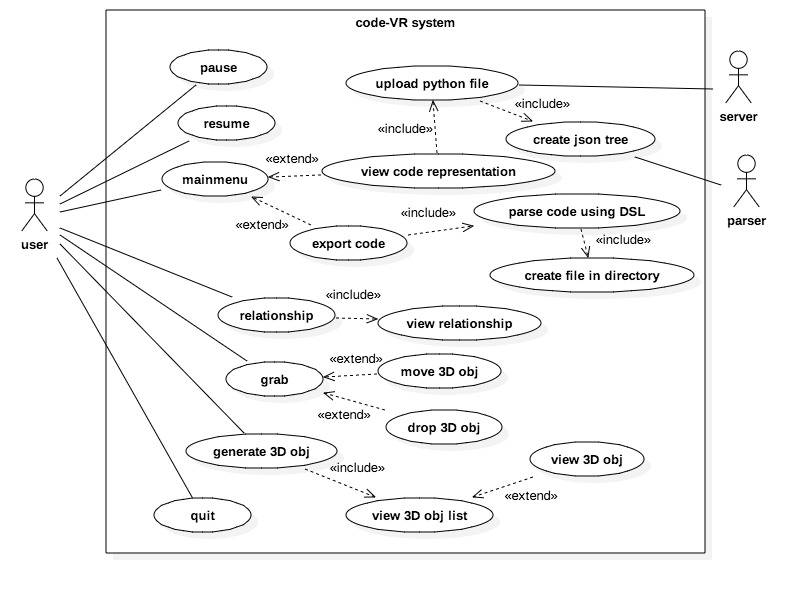 code-VR system
pause
upload python file
server
«include»
resume
«include»
create json tree
«extend»
mainmenu
view code representation
user
parser
parse code using DSL
«include»
«extend»
export code
«include»
create file in directory
«include»
relationship
view relationship
«extend»
move 3D obj
grab
«extend»
drop 3D obj
generate 3D obj
view 3D obj
«include»
«extend»
quit
view 3D obj list